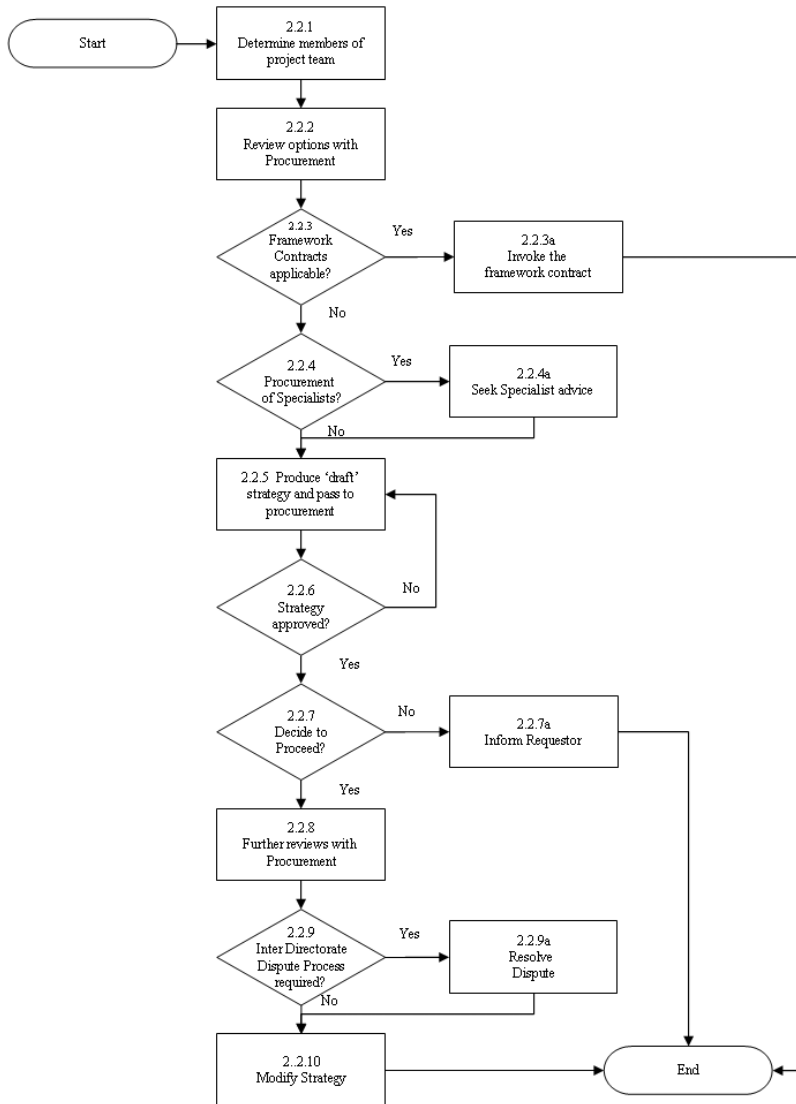 Start
2.2.1
Determine members of
project team
2.2.2
Review options with
Procurement
2.2.3
Framework
Contracts
applicable?
Yes
2.2.3a
Invoke the
framework contract
No
2.2.4
Procurement
of Specialists?
Yes
2.2.4a
Seek Specialist advice
No
2.2.5 Produce ‘draft’
strategy and pass to
procurement
2.2.6
Strategy
approved?
No
Yes
2.2.7
Decide to
Proceed?
No
2.2.7a
Inform Requestor
Yes
2.2.8
Further reviews with
Procurement
2.2.9
Inter Directorate
Dispute Process
required?
Yes
2.2.9a
Resolve
Dispute
No
2..2.10
Modify Strategy
End